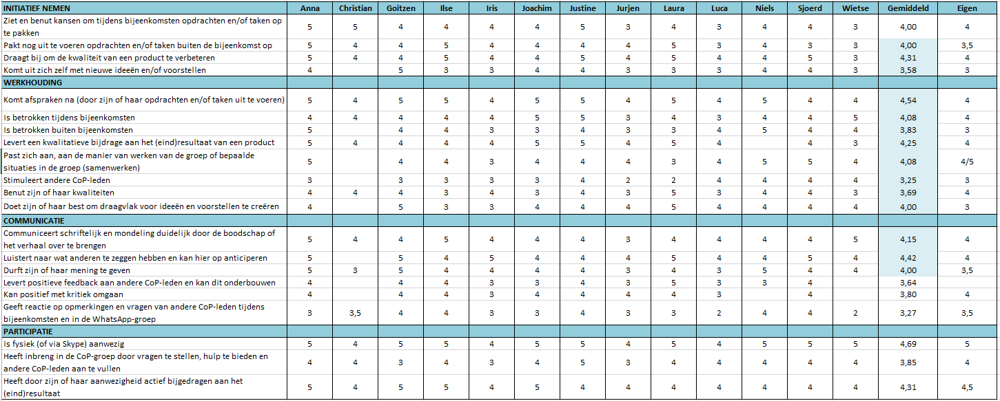 INITIATIEF NEMEN Anna Christian Goitzen Ilse Iris Joachim Justine Jurjen Laura Luca Niels Sjoerd Wietse Gemiddeld Eigen
Ziet en benut kansen om tijdens bijeenkomsten opdrachten en/of taken op
te pakken 5 5 4 4 4 4 5 3 4 3 4 4 3 4,00 4
Pakt nog uit te voeren opdrachten en/of taken buiten de bijeenkomst op 5 4 4 5 4 4 4 4 5 3 4 3 3 4,00 3,5
Draagt bij om de kwaliteit van een product te verbeteren 5 4 4 5 4 4 5 4 5 4 4 5 3 4,31 4
Komt uit zich zelf met nieuwe ideeën en/of voorstellen 4 5 3 3 4 4 3 3 3 4 4 3 3,58 3
WERKHOUDING
Komt afspraken na (door zijn of haar opdrachten en/of taken uit te voeren) 5 4 5 5 4 5 5 4 5 4 5 4 4 4,54 4
Is betrokken tijdens bijeenkomsten 4 4 4 4 4 5 5 3 4 3 4 4 5 4,08 4
Is betrokken buiten bijeenkomsten 5 4 4 3 3 4 3 3 4 5 4 4 3,83 3
Levert een kwalitatieve bijdrage aan het (eind)resultaat van een product 5 4 4 4 4 5 5 4 5 4 4 3 4,25 4
Past zich aan, aan de manier van werken van de groep of bepaalde
situaties in de groep (samenwerken) 5 4 4 3 4 4 4 3 4 5 5 4 4,08 4/5
Stimuleert andere CoP-leden 3 3 3 3 3 4 2 2 4 4 4 4 3,25 3
Benut zijn of haar kwaliteiten 4 4 4 3 4 3 4 3 5 3 4 4 3 3,69 4
Doet zijn of haar best om draagvlak voor ideeën en voorstellen te creëren 4 5 3 3 4 4 4 5 4 4 4 4 4,00 3
COMMUNICATIE
Communiceert schriftelijk en mondeling duidelijk door de boodschap of
het verhaal over te brengen 5 4 4 5 4 4 4 3 4 4 4 4 5 4,15 4
Luistert naar wat anderen te zeggen hebben en kan hier op anticiperen 5 5 4 5 4 4 4 5 4 4 5 4 4,42 4
Durft zijn of haar mening te geven 5 3 5 4 4 4 4 3 4 3 5 4 4 4,00 3,5
Levert positieve feedback aan andere CoP-leden en kan dit onderbouwen 4 4 4 3 3 4 3 5 3 3 4 3,64
Kan positief met kritiek omgaan 4 4 4 3 4 4 4 4 3 4 3,80 4
Geeft reactie op opmerkingen en vragen van andere CoP-leden tijdens
bijeenkomsten en in de WhatsApp-groep 3 3,5 4 4 3 3 4 3 3 2 4 4 2 3,27 3,5
PARTICIPATIE
Is fysiek (of via Skype) aanwezig 5 4 5 5 4 5 5 4 5 4 5 5 5 4,69 5
Heeft inbreng in de CoP-groep door vragen te stellen, hulp te bieden en
andere CoP-leden aan te vullen 4 4 3 4 3 4 5 3 4 4 4 4 4 3,85 4
Heeft door zijn of haar aanwezigheid actief bijgedragen aan het
(eind)resultaat 5 4 5 5 4 5 4 4 4 4 4 4 4 4,31 4,5